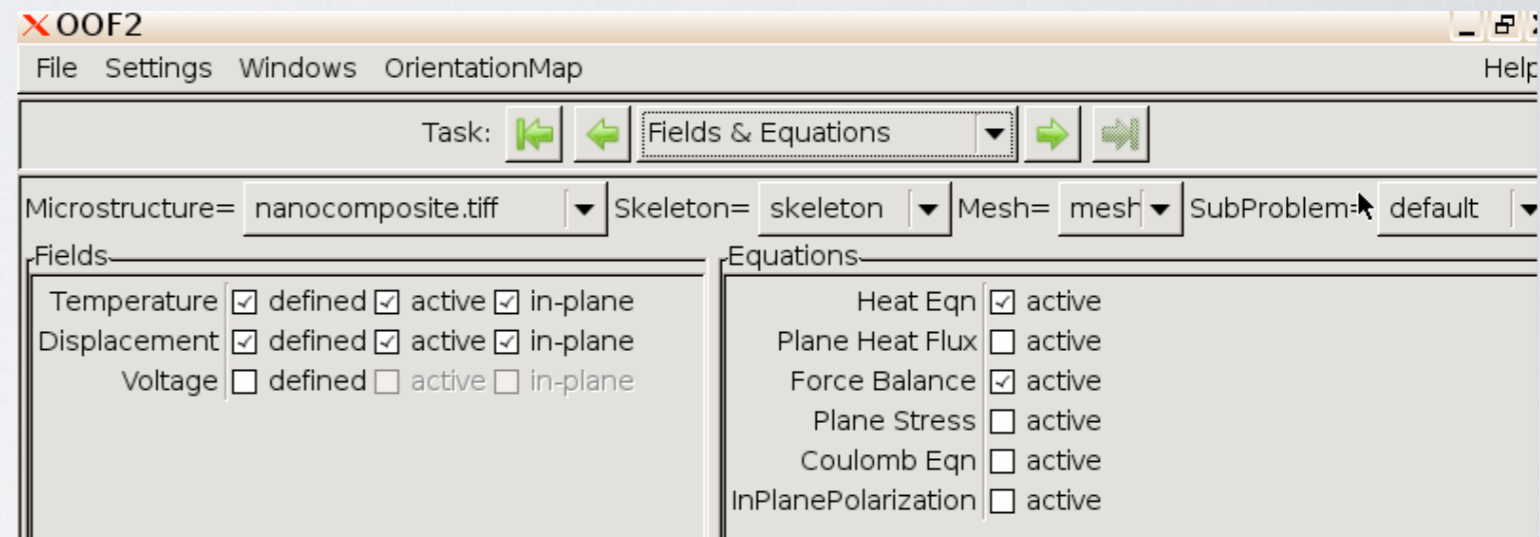 OOF2
File Settings Windows OrientationMap Help
Task: Fields & Equations
Microstructure= nanocomposite.tiff Skeleton= skeleton Mesh= mesh SubProblem= default
Fields
Temperature defined active in-plane
Displacement defined active in-plane
Voltage defined active in-plane
Equations
Heat Eqn active
Plane Heat Flux active
Force Balance active
Plane Stress active
Coulomb Eqn active
InPlanePolarization active